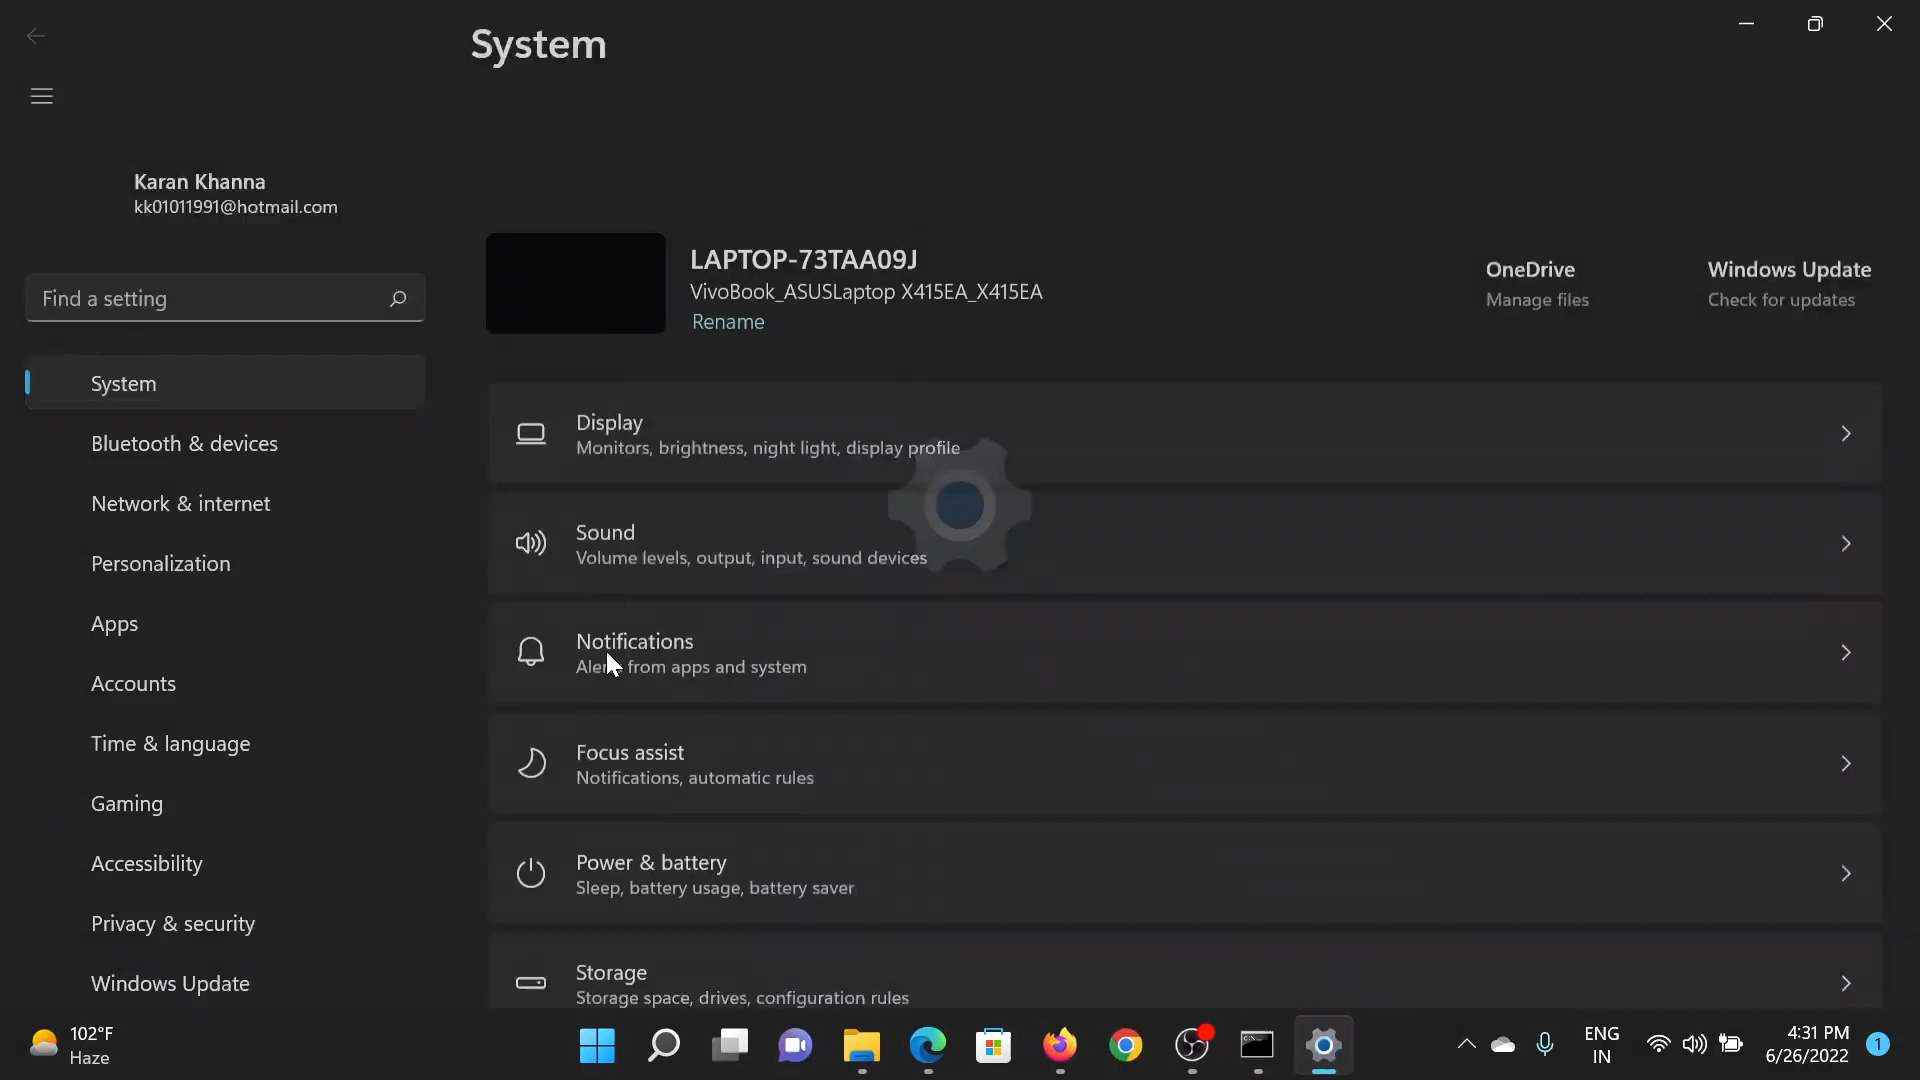 System
Karan Khanna
kk01011991@hotmail.com
Find a setting
System
Bluetooth & devices
Network & internet
Personalization
Apps
Accounts
Time & language
Gaming
Accessibility
Privacy & security
Windows Update
LAPTOP-73TAA09J
VivoBook_ASUSLaptop X415EA_X415EA
Rename
OneDrive
Manage files
Windows Update
Check for updates
Display
Monitors, brightness, night light, display profile
Sound
Volume levels, output, input, sound devices
Notifications
Alerts from apps and system
Focus assist
Notifications, automatic rules
Power & battery
Sleep, battery usage, battery saver
Storage
Storage space, drives, configuration rules
102°F
Haze
ENG
IN
4:31 PM
6/26/2022
1